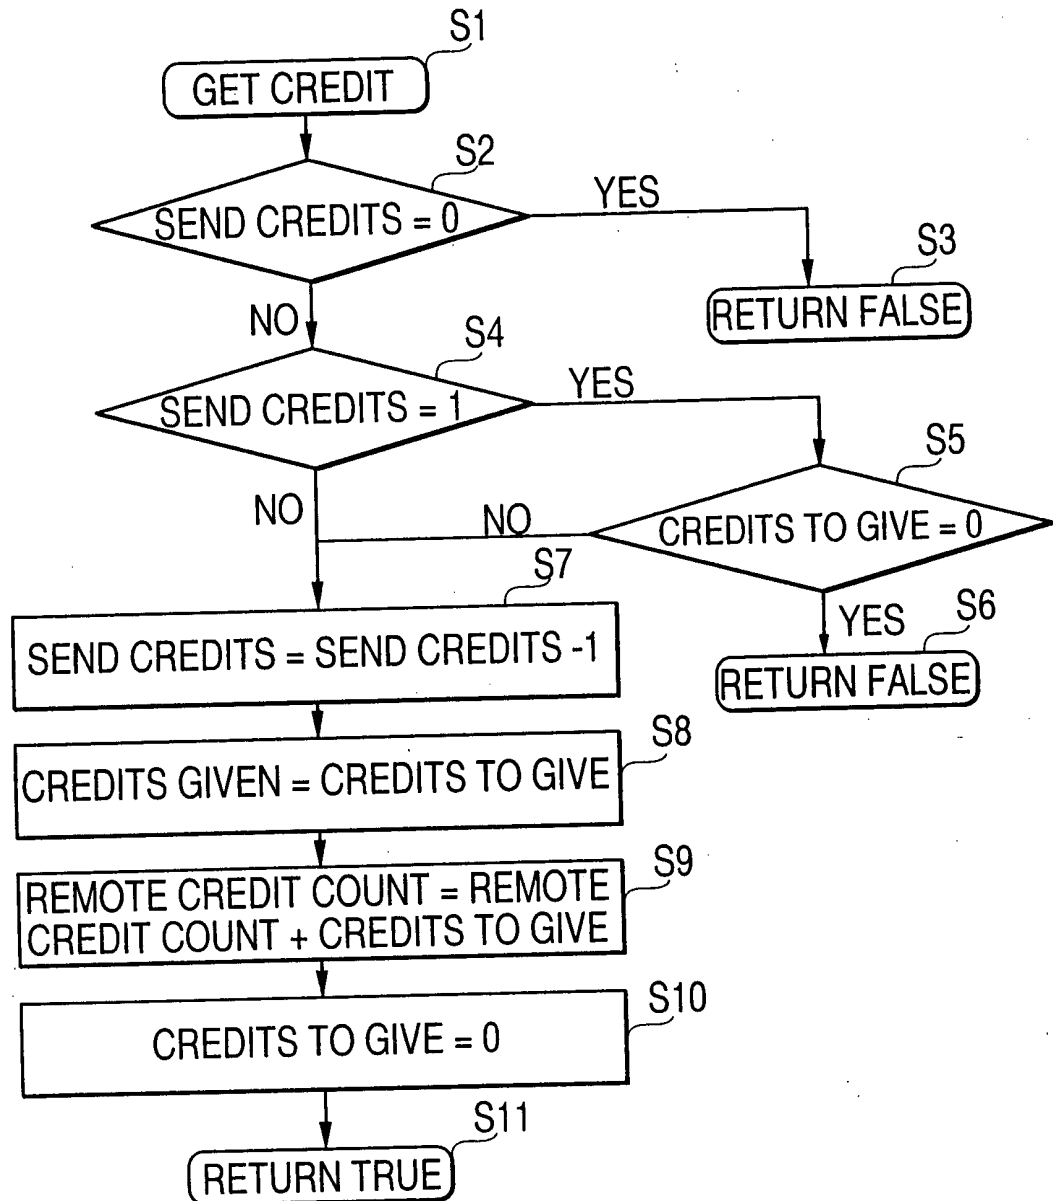 S1
GET CREDIT
S2
SEND CREDITS = 0
YES
S3
RETURN FALSE
NO
S4
SEND CREDITS = 1
YES
S5
CREDITS TO GIVE = 0
NO
NO
S7
SEND CREDITS = SEND CREDITS -1
YES
S6
RETURN FALSE
S8
CREDITS GIVEN = CREDITS TO GIVE
S9
REMOTE CREDIT COUNT = REMOTE
CREDIT COUNT + CREDITS TO GIVE
S10
CREDITS TO GIVE = 0
S11
RETURN TRUE